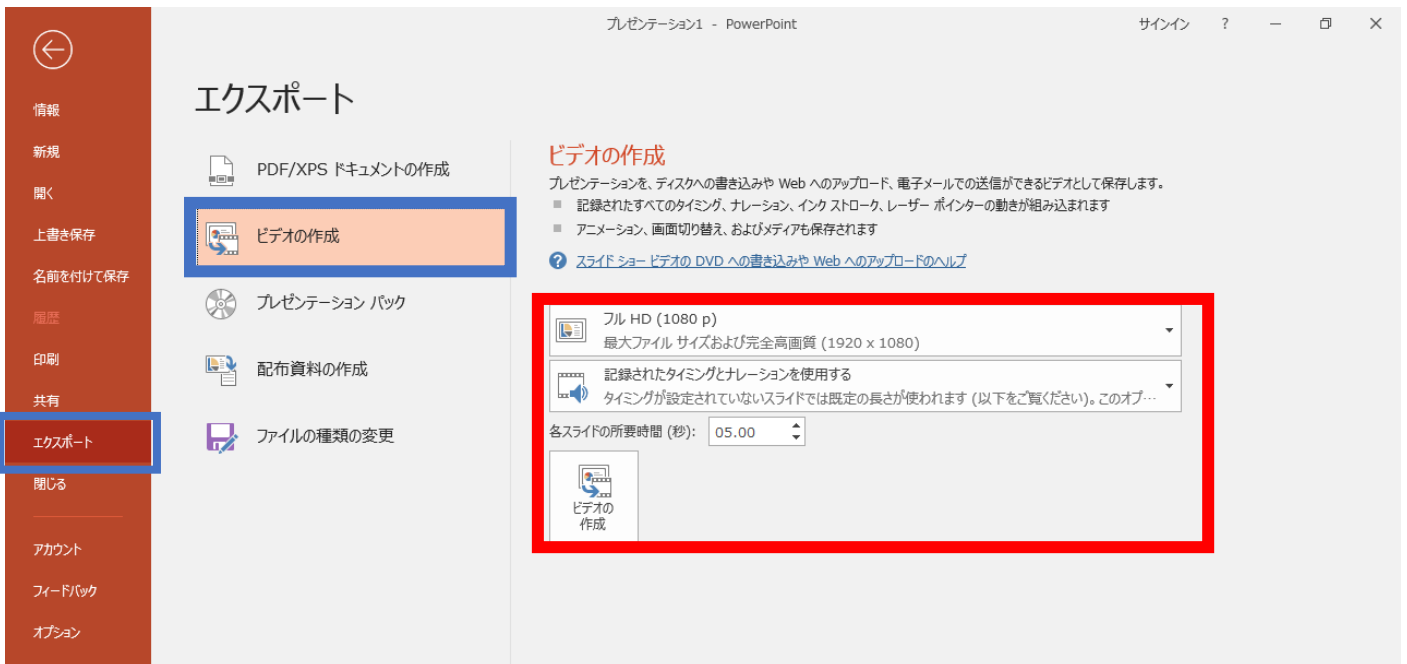 プレゼンテーション1 - PowerPoint
サインイン ?
情報
新規
開く
上書き保存
名前を付けて保存
履歴
印刷
共有
エクスポート
閉じる
アカウント
フィードバック
オプション
エクスポート
PDF/XPS ドキュメントの作成
ビデオの作成
プレゼンテーション パック
配布資料の作成
ファイルの種類の変更
ビデオの作成
プレゼンテーションを、ディスクへの書き込みや Web へのアップロード、電子メールでの送信ができるビデオとして保存します。
記録されたすべてのタイミング、ナレーション、インク ストローク、レーザー ポインターの動きが組み込まれます
アニメーション、画面切り替え、およびメディアも保存されます
スライド ショー ビデオの DVD への書き込みや Web へのアップロードのヘルプ
フル HD (1080 p)
最大ファイル サイズおよび完全高画質 (1920 x 1080)
記録されたタイミングとナレーションを使用する
タイミングが設定されていないスライドでは既定の長さが使われます (以下をご覧ください)。このオプ…
各スライドの所要時間 (秒): 05.00
ビデオの
作成